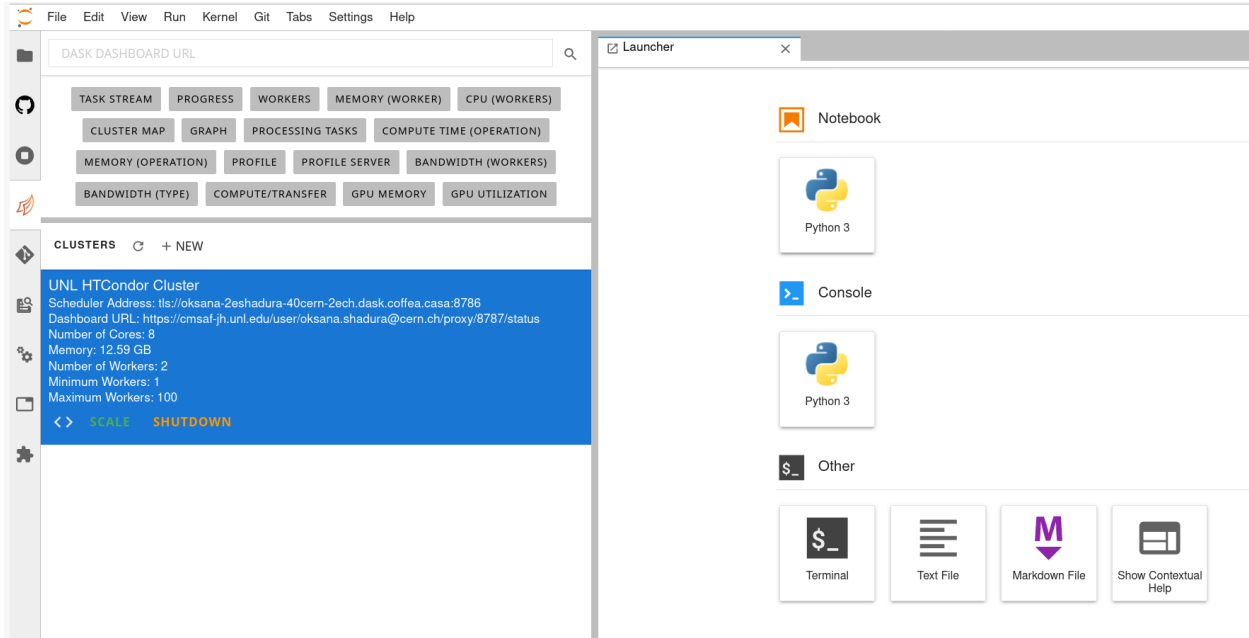 File Edit View Run Kernel Git Tabs Settings Help
DASK DASHBOARD URL
TASK STREAM PROGRESS WORKERS MEMORY (WORKER) CPU (WORKERS)
CLUSTER MAP GRAPH PROCESSING TASKS COMPUTE TIME (OPERATION)
MEMORY (OPERATION) PROFILE PROFILE SERVER BANDWIDTH (WORKERS)
BANDWIDTH (TYPE) COMPUTE/TRANSFER GPU MEMORY GPU UTILIZATION
CLUSTERS + NEW
UNL HTCondor Cluster
Scheduler Address: tls://oksana-2eshadura-40cern-2ech.dask.coffea.casa:8786
Dashboard URL: https://cmsaf-jh.unl.edu/user/oksana.shadura@cern.ch/proxy/8787/status
Number of Cores: 8
Memory: 12.59 GB
Number of Workers: 2
Minimum Workers: 1
Maximum Workers: 100
<> SCALE SHUTDOWN
Launcher
Notebook
Python 3
>_ Console
Python 3
$_ Other
$_
M
Terminal Text File Markdown File Show Contextual
Help